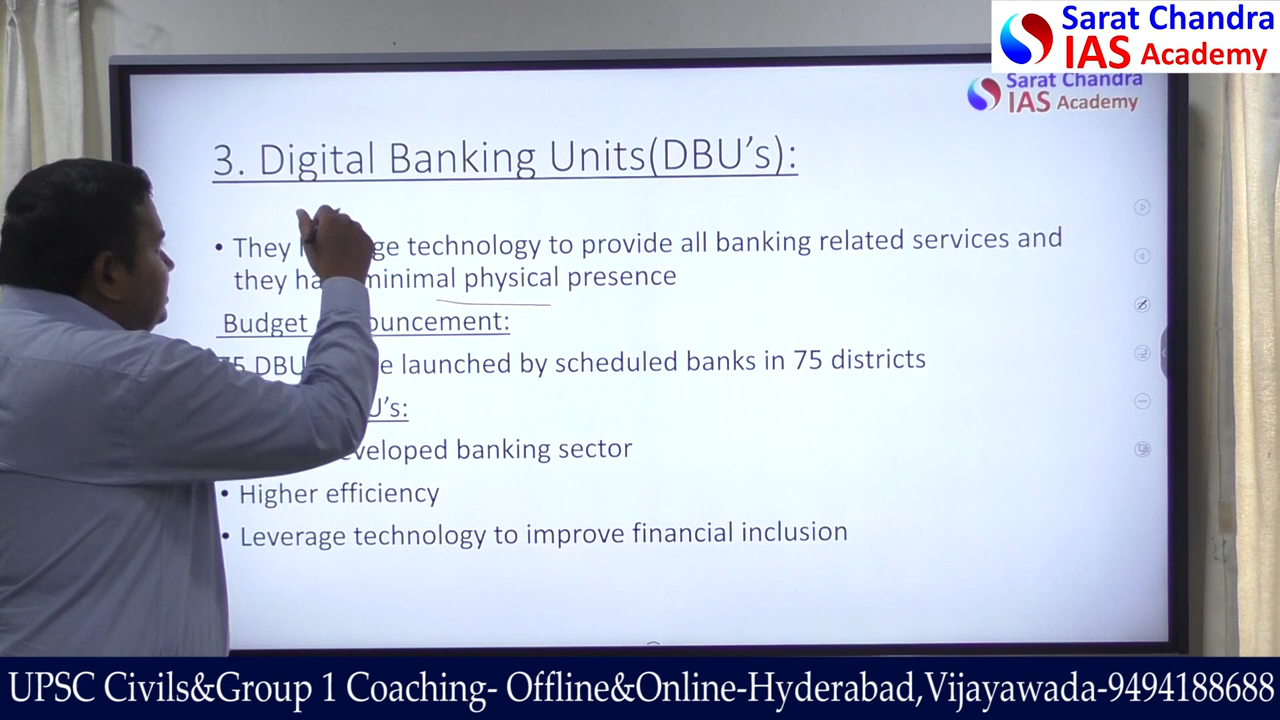 Sarat Chandra
IAS Academy
Sarat Chandra
IAS Academy
3. Digital Banking Units(DBU's):
• They technology to provide all banking related services and
they minimal physical presence
Budget
DBU launched by scheduled banks in 75 districts
banking sector
• Higher efficiency
• Leverage technology to improve financial inclusion
UPSC Civils&Group 1 Coaching- Offline&Online-Hyderabad,Vijayawada-9494188688